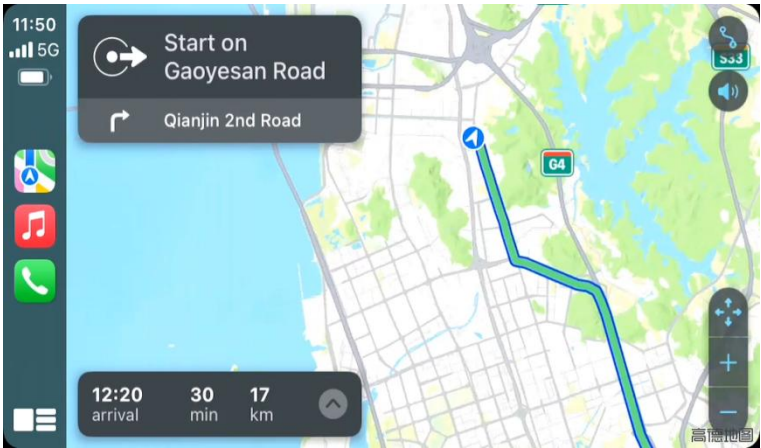 11:50
5G
Start on
Gaoyesan Road
Qianjin 2nd Road
S33
G4
12:20 30 17
arrival min km
高德地图